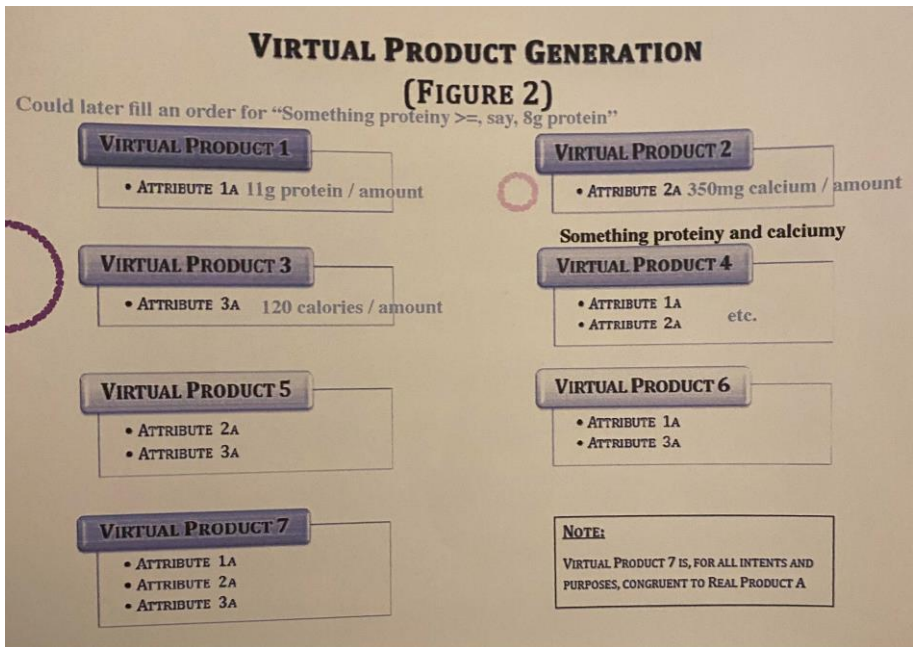 VIRTUAL PRODUCT GENERATION
(FIGURE 2)
Could later fill an order for “Something proteiny >=, say, 8g protein”
VIRTUAL PRODUCT 1
• ATTRIBUTE 1A 11g protein / amount
VIRTUAL PRODUCT 2
• ATTRIBUTE 2A 350mg calcium / amount
VIRTUAL PRODUCT 3
• ATTRIBUTE 3A 120 calories / amount
Something proteiny and calciumy
VIRTUAL PRODUCT 4
• ATTRIBUTE 1A
• ATTRIBUTE 2A etc.
VIRTUAL PRODUCT 5
• ATTRIBUTE 2A
• ATTRIBUTE 3A
VIRTUAL PRODUCT 6
• ATTRIBUTE 1A
• ATTRIBUTE 3A
VIRTUAL PRODUCT 7
• ATTRIBUTE 1A
• ATTRIBUTE 2A
• ATTRIBUTE 3A
NOTE:
VIRTUAL PRODUCT 7 IS, FOR ALL INTENTS AND
PURPOSES, CONGRUENT TO REAL PRODUCT A